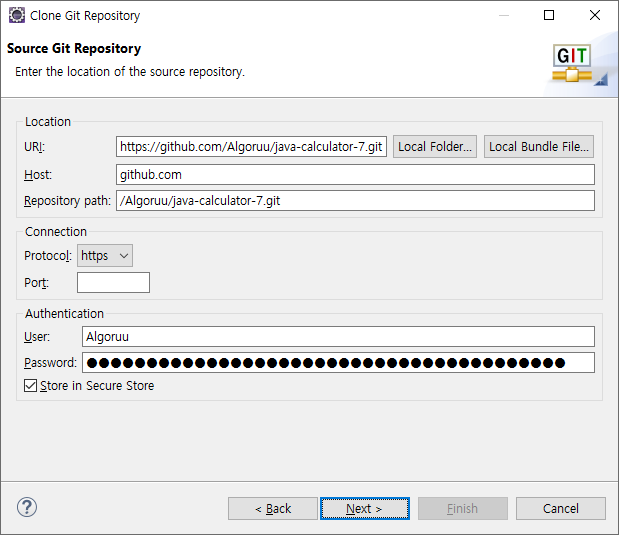 Clone Git Repository
Source Git Repository
Enter the location of the source repository.
GIT
Location
URI: https://github.com/Algoruu/java-calculator-7.git Local Folder... Local Bundle File...
Host: github.com
Repository path: /Algoruu/java-calculator-7.git
Connection
Protocol: https
Port:
Authentication
User: Algoruu
Password: ●●●●●●●●●●●●●●●●●●●●●●●●●●●●●●●●●●●●●●●●
Store in Secure Store
? < Back Next > Finish Cancel